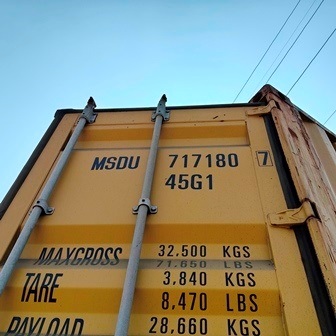 MSDU 717180 7
45G1
MAXGROSS 32,500 KGS
71,650 LBS
TARE 3,840 KGS
8,470 LBS
PAYLOAD 28,660 KGS